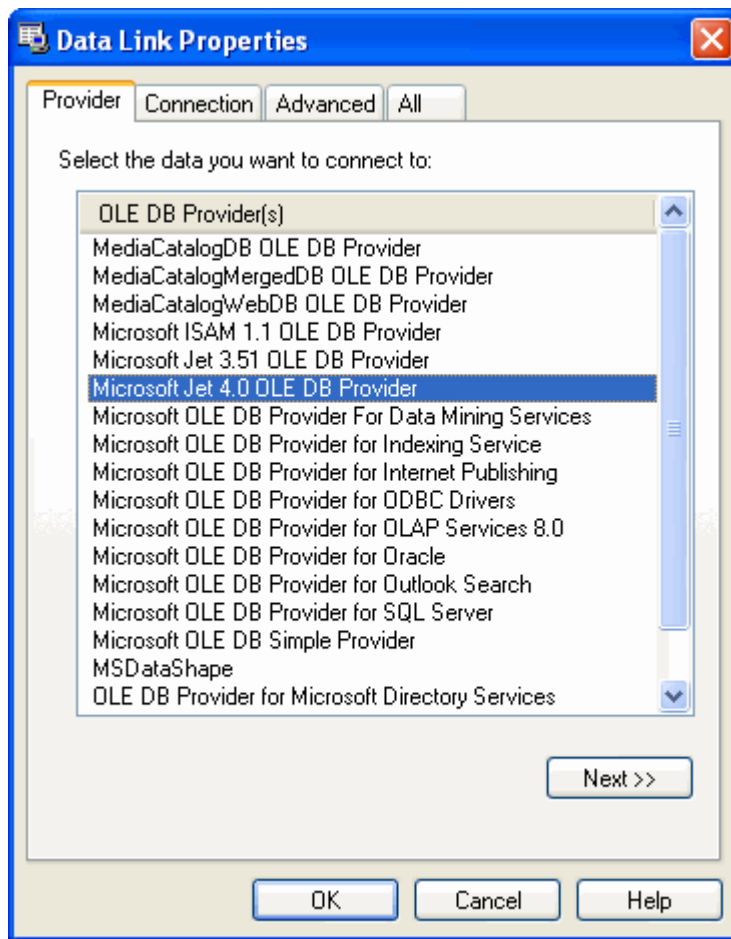 Data Link Properties
Provider Connection Advanced All
Select the data you want to connect to:
OLE DB Provider(s)
MediaCatalogDB OLE DB Provider
MediaCatalogMergedDB OLE DB Provider
MediaCatalogWebDB OLE DB Provider
Microsoft ISAM 1.1 OLE DB Provider
Microsoft Jet 3.51 OLE DB Provider
Microsoft Jet 4.0 OLE DB Provider
Microsoft OLE DB Provider For Data Mining Services
Microsoft OLE DB Provider for Indexing Service
Microsoft OLE DB Provider for Internet Publishing
Microsoft OLE DB Provider for ODBC Drivers
Microsoft OLE DB Provider for OLAP Services 8.0
Microsoft OLE DB Provider for Oracle
Microsoft OLE DB Provider for Outlook Search
Microsoft OLE DB Provider for SQL Server
Microsoft OLE DB Simple Provider
MSDataShape
OLE DB Provider for Microsoft Directory Services
Next >>
OK Cancel Help